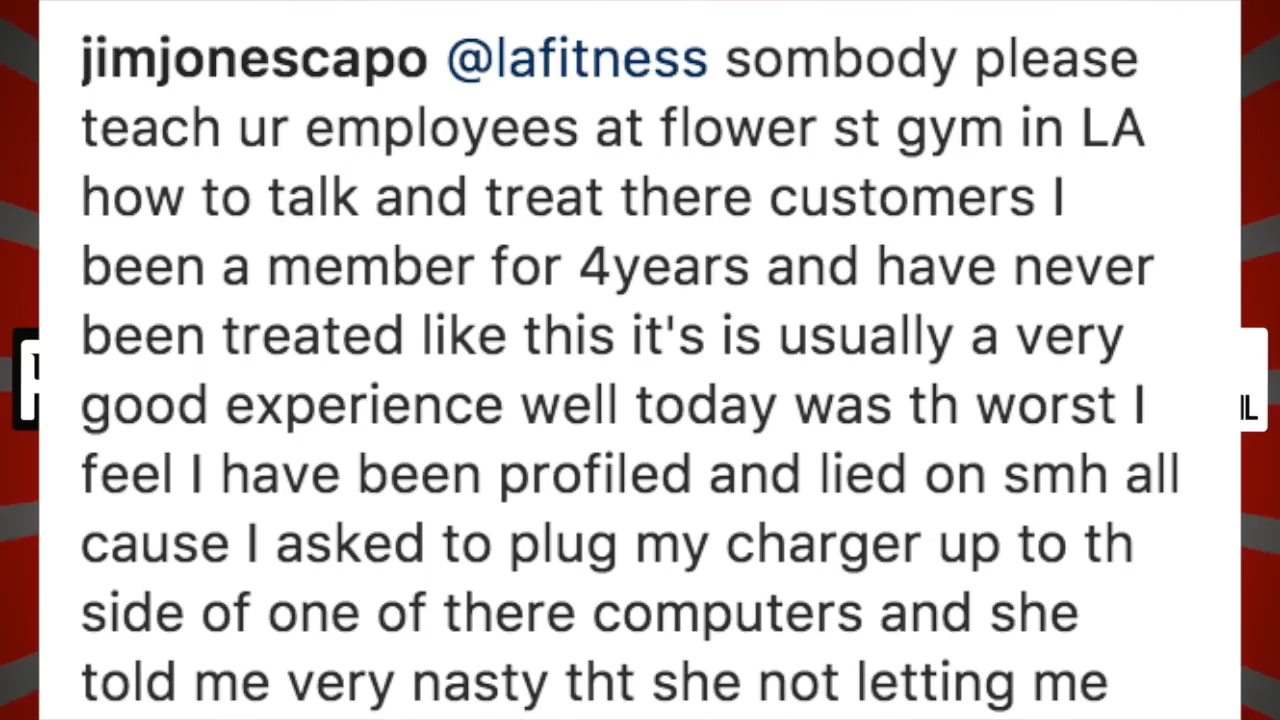 jimjonescapo @lafitness sombody please
teach ur employees at flower st gym in LA
how to talk and treat there customers I
been a member for 4years and have never
been treated like this it's is usually a very
good experience well today was th worst I
feel I have been profiled and lied on smh all
cause I asked to plug my charger up to th
side of one of there computers and she
told me very nasty tht she not letting me